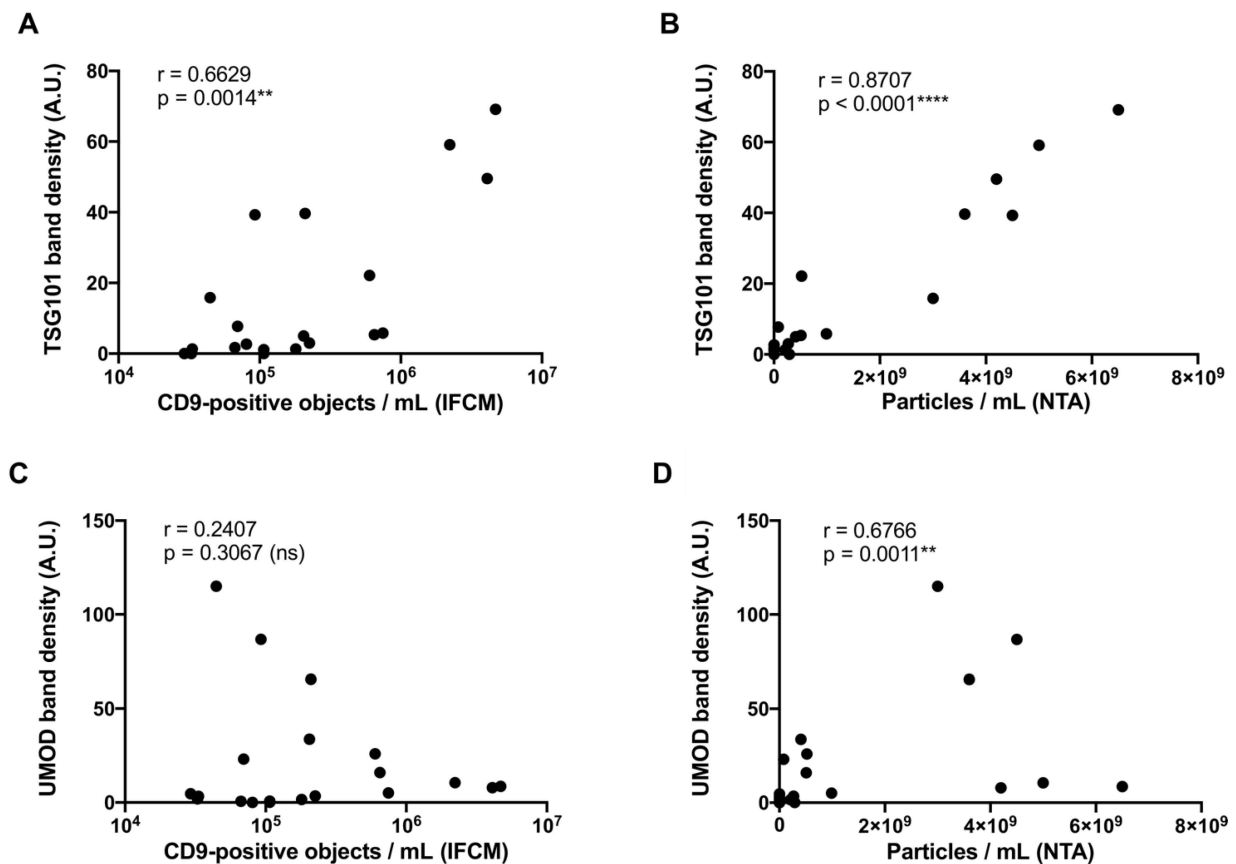 A
r = 0.6629
p = 0.0014**
TSG101 band density (A.U.)
80
60
40
20
0
10⁴
10⁵
10⁶
10⁷
CD9-positive objects / mL (IFCM)
B
r = 0.8707
p < 0.0001****
TSG101 band density (A.U.)
80
60
40
20
0
0
2×10⁹
4×10⁹
6×10⁹
8×10⁹
Particles / mL (NTA)
C
r = 0.2407
p = 0.3067 (ns)
UMOD band density (A.U.)
150
100
50
0
10⁴
10⁵
10⁶
10⁷
CD9-positive objects / mL (IFCM)
D
r = 0.6766
p = 0.0011**
UMOD band density (A.U.)
150
100
50
0
0
2×10⁹
4×10⁹
6×10⁹
8×10⁹
Particles / mL (NTA)